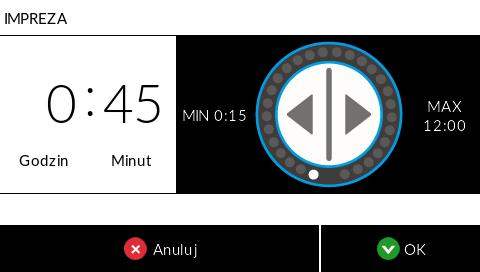 IMPREZA
0:45
Godzin Minut
MIN 0:15
MAX
12:00
Anuluj
OK